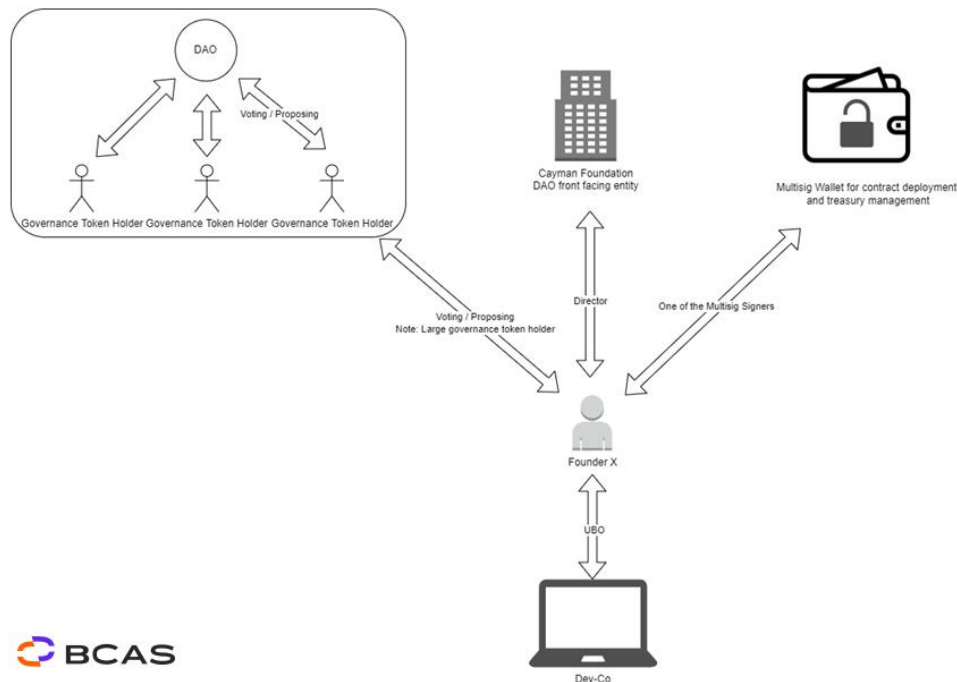 DAO
Voting / Proposing
Governance Token Holder
Governance Token Holder
Governance Token Holder
Cayman Foundation
DAO front facing entity
Multisig Wallet for contract deployment
and treasury management
Voting / Proposing
Note: Large governance token holder
Director
One of the Multisig Signers
Founder X
UBO
BCAS
Dev-Co